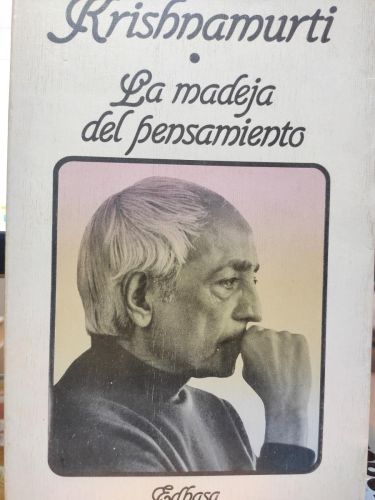 Krishnamurti
•
La madeja
del pensamiento
Edhasa